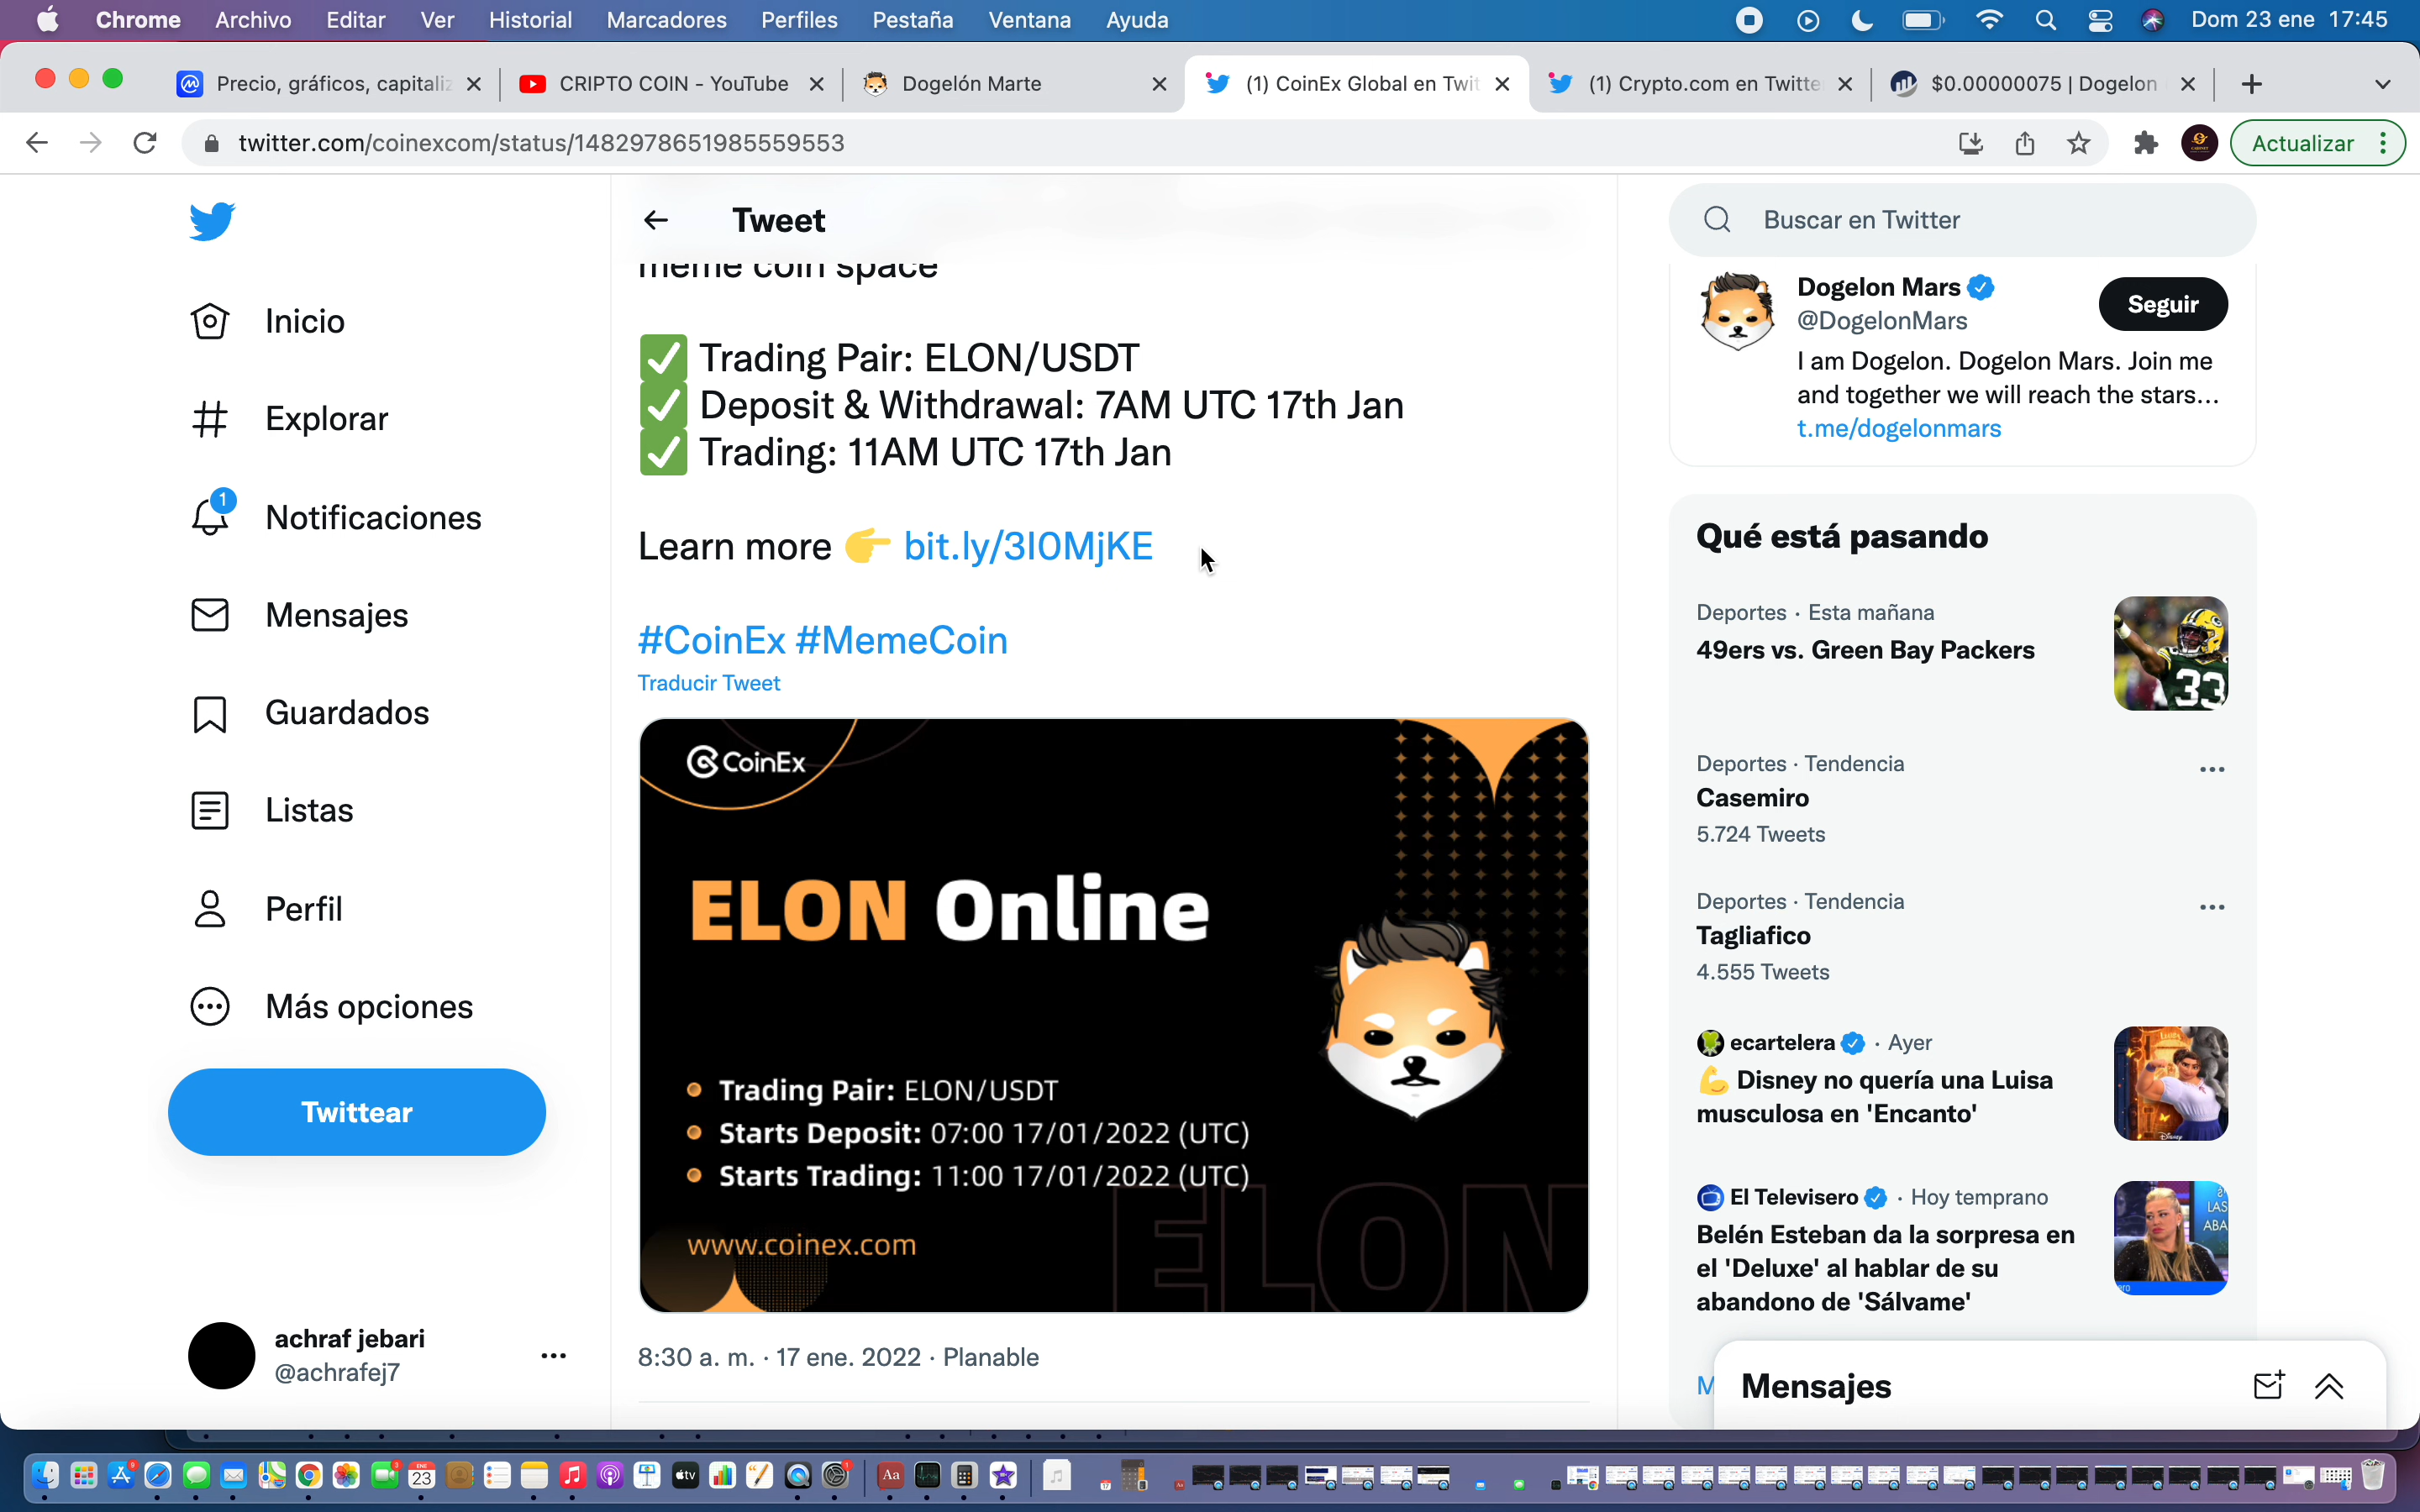 Chrome Archivo Editar Ver Historial Marcadores Perfiles Pestaña Ventana Ayuda Dom 23 ene 17:45
Precio, gráficos, capitaliz CRIPTO COIN - YouTube Dogelón Marte (1) CoinEx Global en Twit (1) Crypto.com en Twitte $0.00000075 | Dogelon
twitter.com/coinexcom/status/1482978651985559553 Actualizar
Inicio
Explorar
1
Notificaciones
Mensajes
Guardados
Listas
Perfil
Más opciones
Twittear
achraf jebari
@achrafej7
Tweet
meme coin space
✅ Trading Pair: ELON/USDT
✅ Deposit & Withdrawal: 7AM UTC 17th Jan
✅ Trading: 11AM UTC 17th Jan
Learn more 👉 bit.ly/3I0MjKE
#CoinEx #MemeCoin
Traducir Tweet
CoinEx
ELON Online
Trading Pair: ELON/USDT
Starts Deposit: 07:00 17/01/2022 (UTC)
Starts Trading: 11:00 17/01/2022 (UTC)
www.coinex.com
ELON
8:30 a. m. · 17 ene. 2022 · Planable
Buscar en Twitter
Dogelon Mars
@DogelonMars
Seguir
I am Dogelon. Dogelon Mars. Join me
and together we will reach the stars...
t.me/dogelonmars
Qué está pasando
Deportes · Esta mañana
49ers vs. Green Bay Packers
33
Deportes · Tendencia
Casemiro
5.724 Tweets
Deportes · Tendencia
Tagliafico
4.555 Tweets
ecartelera · Ayer
💪 Disney no quería una Luisa
musculosa en 'Encanto'
Disney
El Televisero · Hoy temprano
Belén Esteban da la sorpresa en
el 'Deluxe' al hablar de su
abandono de 'Sálvame'
LAS
ABA
M
Mensajes
ENE
23
tv
Aa